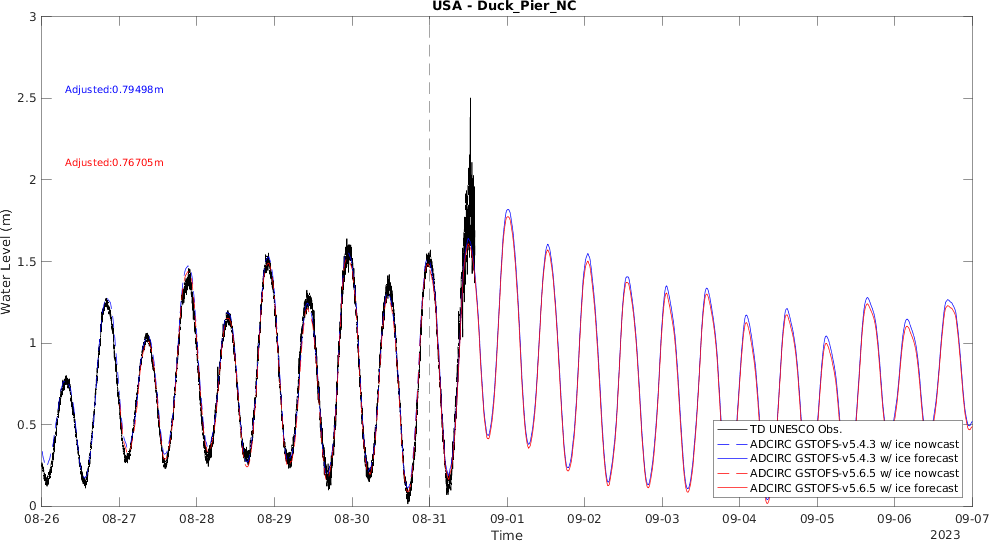 USA - Duck_Pier_NC
3
2.5
2
1.5
1
0.5
0
Water Level (m)
Adjusted:0.79498m
Adjusted:0.76705m
TD UNESCO Obs.
ADCIRC GSTOFS-v5.4.3 w/ ice nowcast
ADCIRC GSTOFS-v5.4.3 w/ ice forecast
ADCIRC GSTOFS-v5.6.5 w/ ice nowcast
ADCIRC GSTOFS-v5.6.5 w/ ice forecast
08-26 08-27 08-28 08-29 08-30 08-31 09-01 09-02 09-03 09-04 09-05 09-06 09-07
Time
2023